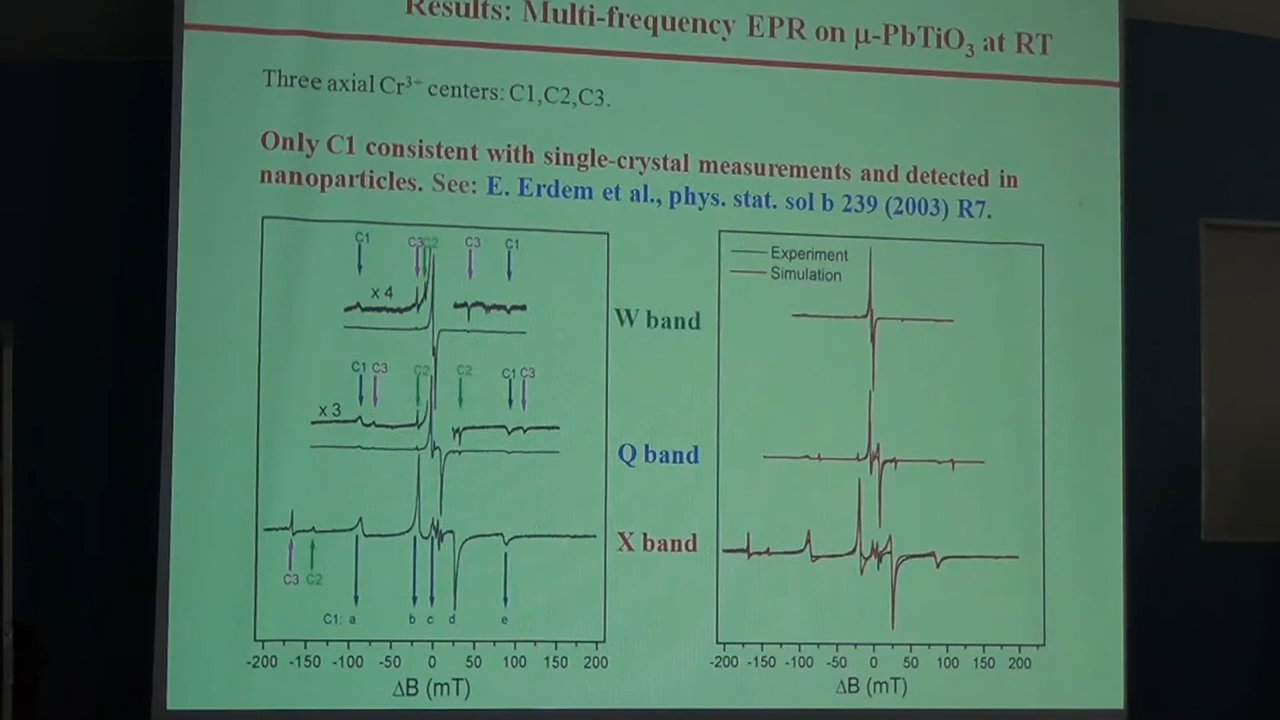 Results: Multi-frequency EPR on μ-PbTiO₃ at RT
Three axial Cr³⁺ centers: C1,C2,C3.
Only C1 consistent with single-crystal measurements and detected in
nanoparticles. See: E. Erdem et al., phys. stat. sol b 239 (2003) R7.
C1 C3 C2 C3 C1
x 4
W band
C1 C3 C2 C2 C1 C3
x 3
Q band
X band
C3 C2
C1: a b c d e
-200 -150 -100 -50 0 50 100 150 200
ΔB (mT)
Experiment
Simulation
-200 -150 -100 -50 0 50 100 150 200
ΔB (mT)